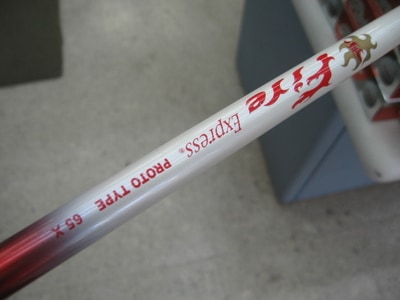 Fire
Express®
PROTO TYPE 65 X